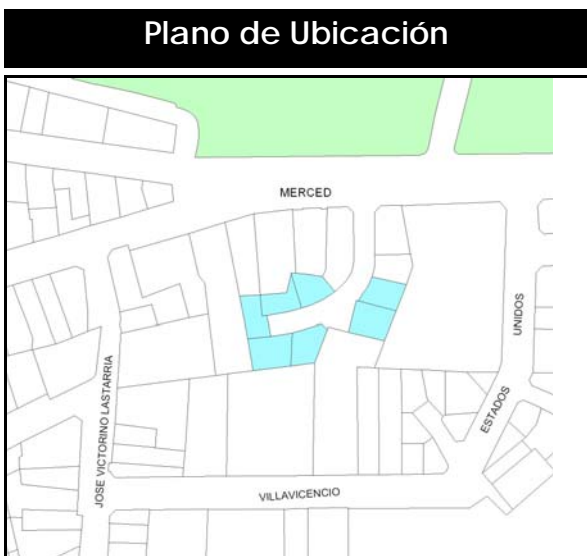 Plano de Ubicación
MERCED
UNIDOS
JOSE VICTORINO LASTARRIA
ESTADOS
VILLAVICENCIO